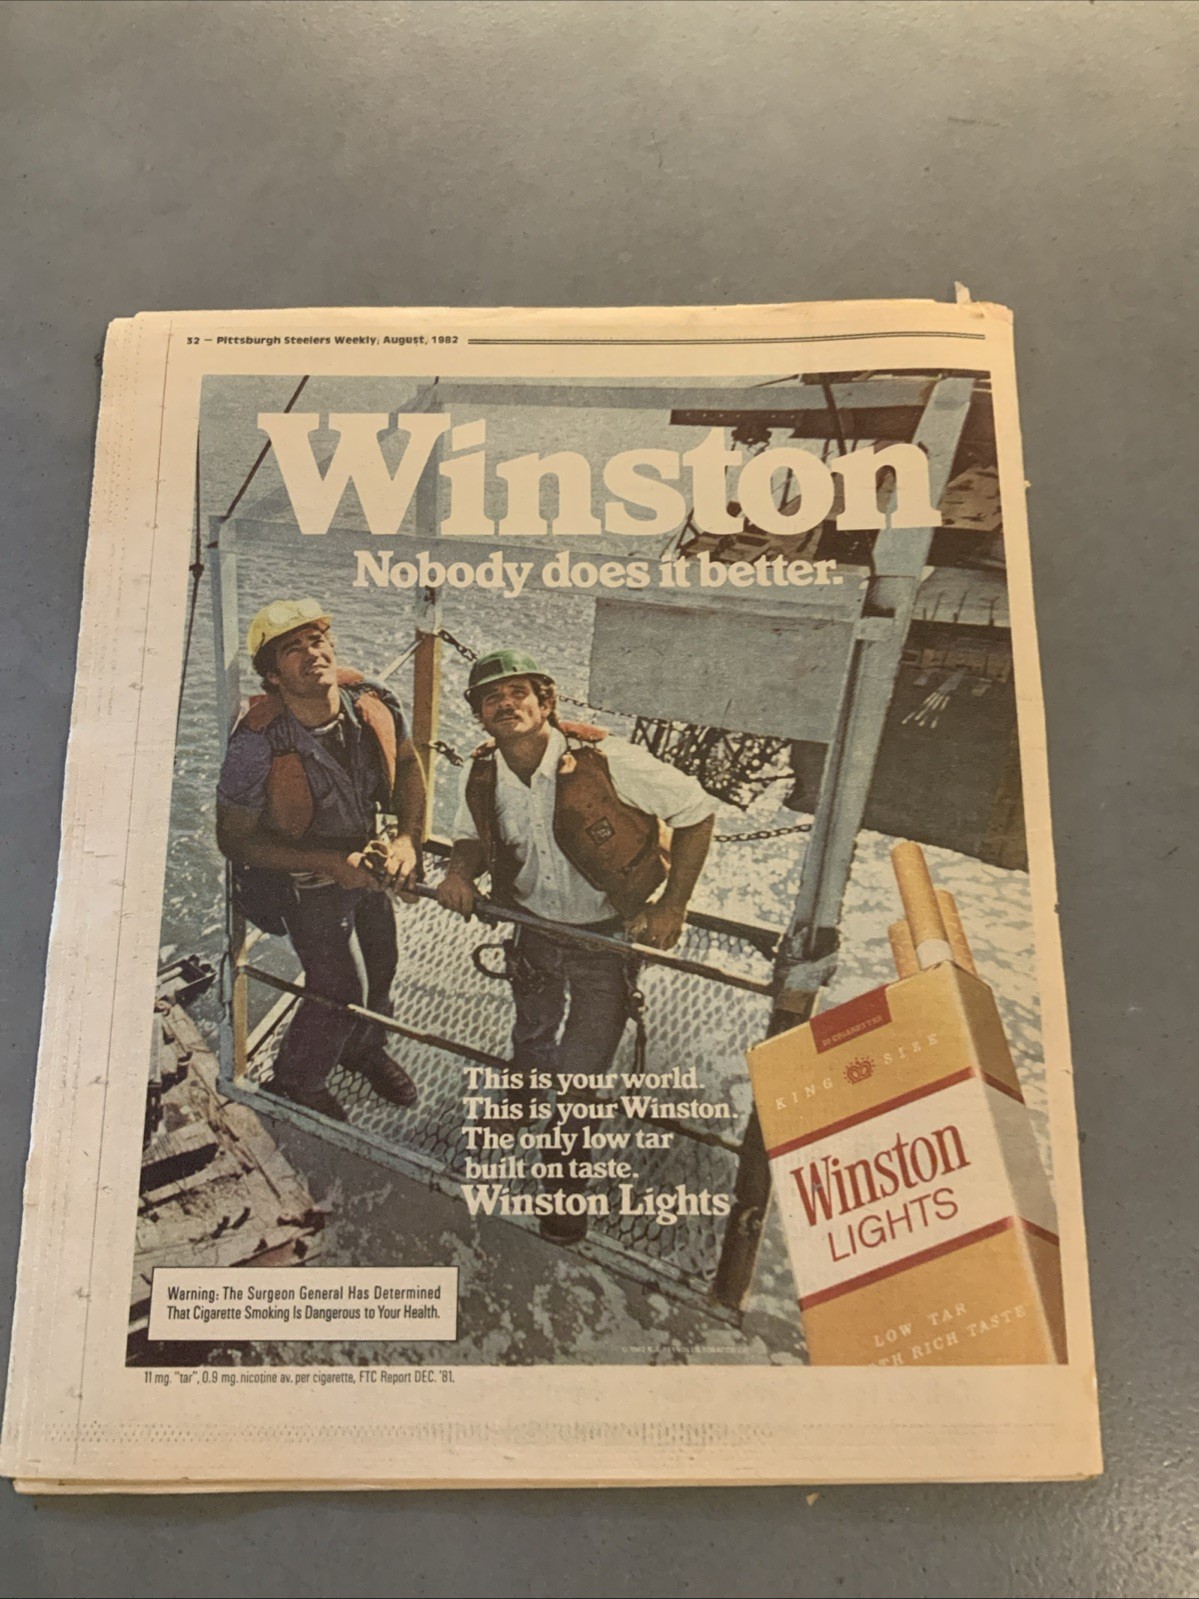 32 — Pittsburgh Steelers Weekly, August, 1982
Winston
Nobody does it better.
This is your world.
This is your Winston.
The only low tar
built on taste.
Winston Lights
20 CIGARETTES
KING SIZE
Winston
LIGHTS
LOW TAR
TH RICH TASTE
Warning: The Surgeon General Has Determined
That Cigarette Smoking Is Dangerous to Your Health.
11 mg. "tar", 0.9 mg. nicotine av. per cigarette, FTC Report DEC. '81.